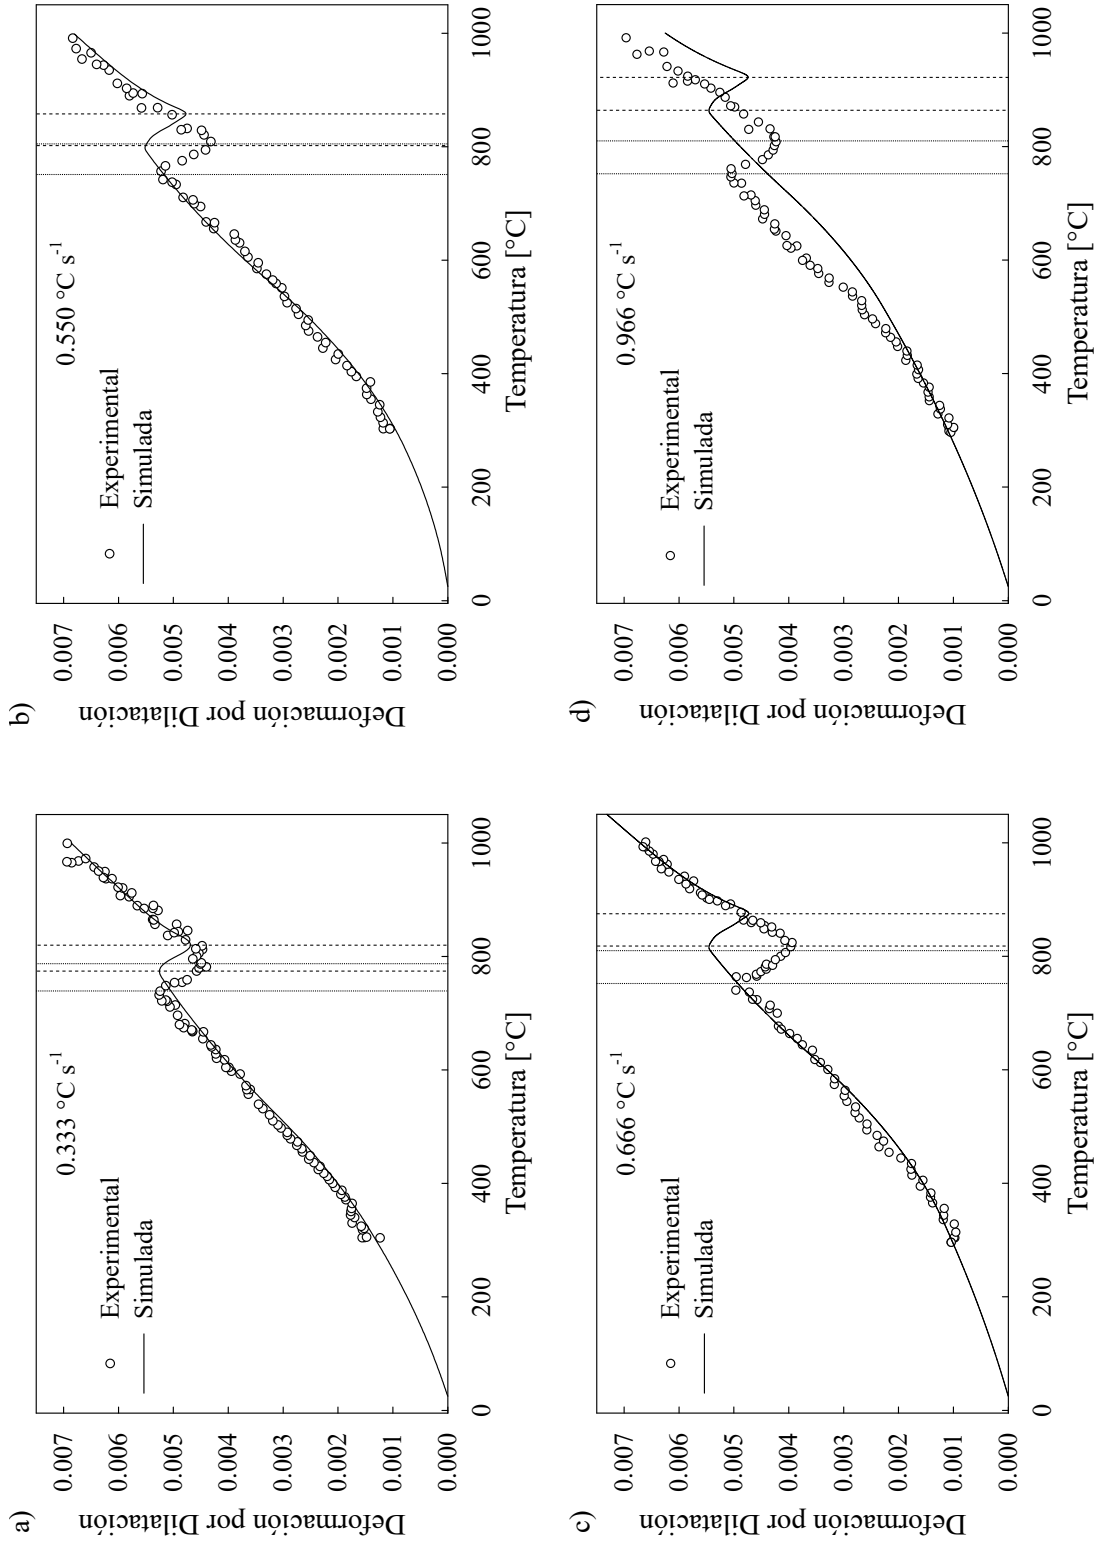 a)
0.333 °C s⁻¹
Experimental
Simulada
Deformación por Dilatación
0.007
0.006
0.005
0.004
0.003
0.002
0.001
0.000
0 200 400 600 800 1000
Temperatura [°C]
b)
0.550 °C s⁻¹
Experimental
Simulada
Deformación por Dilatación
0.007
0.006
0.005
0.004
0.003
0.002
0.001
0.000
0 200 400 600 800 1000
Temperatura [°C]
c)
0.666 °C s⁻¹
Experimental
Simulada
Deformación por Dilatación
0.007
0.006
0.005
0.004
0.003
0.002
0.001
0.000
0 200 400 600 800 1000
Temperatura [°C]
d)
0.966 °C s⁻¹
Experimental
Simulada
Deformación por Dilatación
0.007
0.006
0.005
0.004
0.003
0.002
0.001
0.000
0 200 400 600 800 1000
Temperatura [°C]